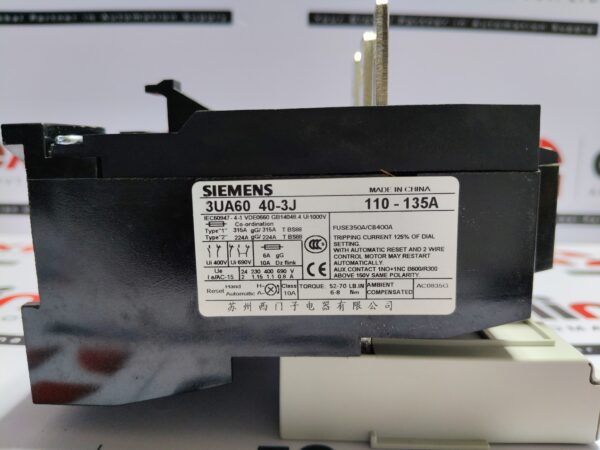 SIEMENS MADE IN CHINA
3UA60 40-3J 110 - 135A
IEC60947-4-1 VDE0660 GB14048.4 Ui1000V
Co-ordination
Type"1" 315A gG/ 315A T BS88
Type"2" 224A gG/ 224A T BS88
FUSE350A/CB400A
TRIPPING CURRENT 125% OF DIAL
SETTING.
WITH AUTOMATIC RESET AND 2 WIRE
CONTROL MOTOR MAY RESTART
AUTOMATICALLY.
AUX.CONTACT 1NO+1NC D600/R300
ABOVE 150V SAME POLARITY.
6A gG
Ui 400V Ui 690V 10A Dz flink
CCC
Ue 24 230 400 690 V
Ie/AC-15 2 1.15 1.1 0.8 A
Reset Hand H Class
Automatic A 10A
TORQUE: 52-70 LB.IN
6-8 Nm
AMBIENT
COMPENSATED
苏州西门子电器有限公司